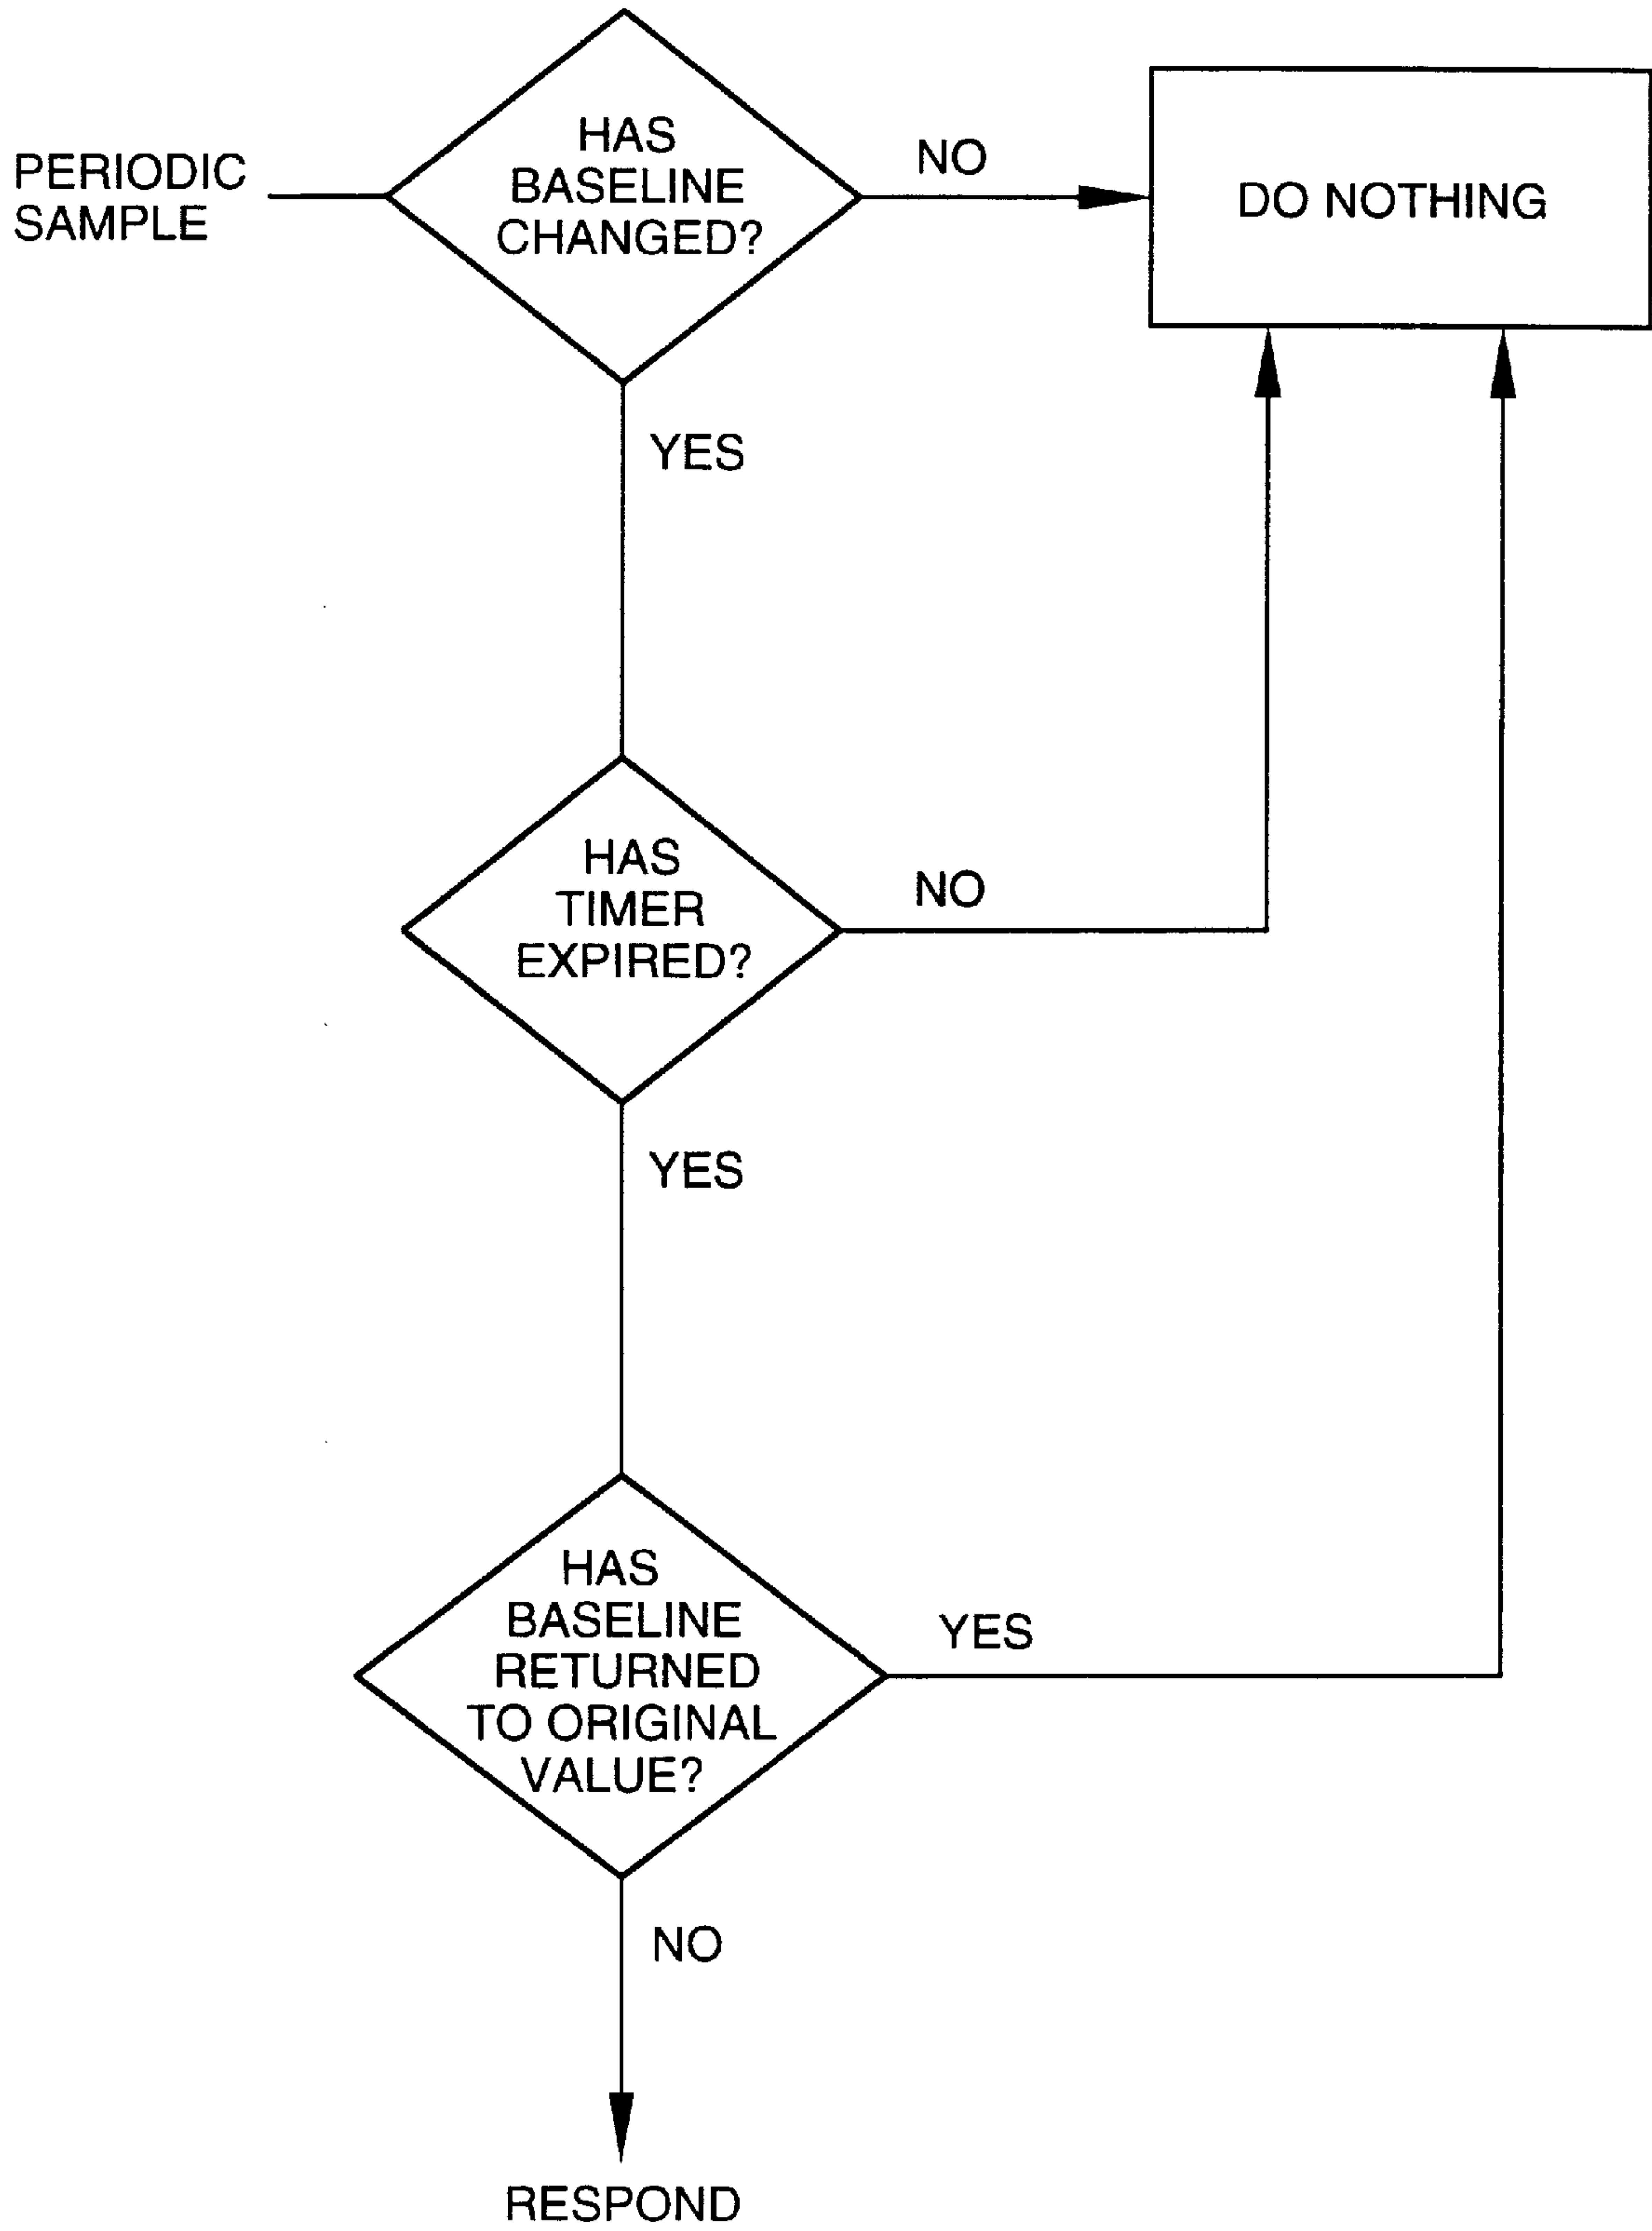 PERIODIC
SAMPLE
HAS
BASELINE
CHANGED?
NO
DO NOTHING
YES
HAS
TIMER
EXPIRED?
NO
YES
HAS
BASELINE
RETURNED
TO ORIGINAL
VALUE?
YES
NO
RESPOND